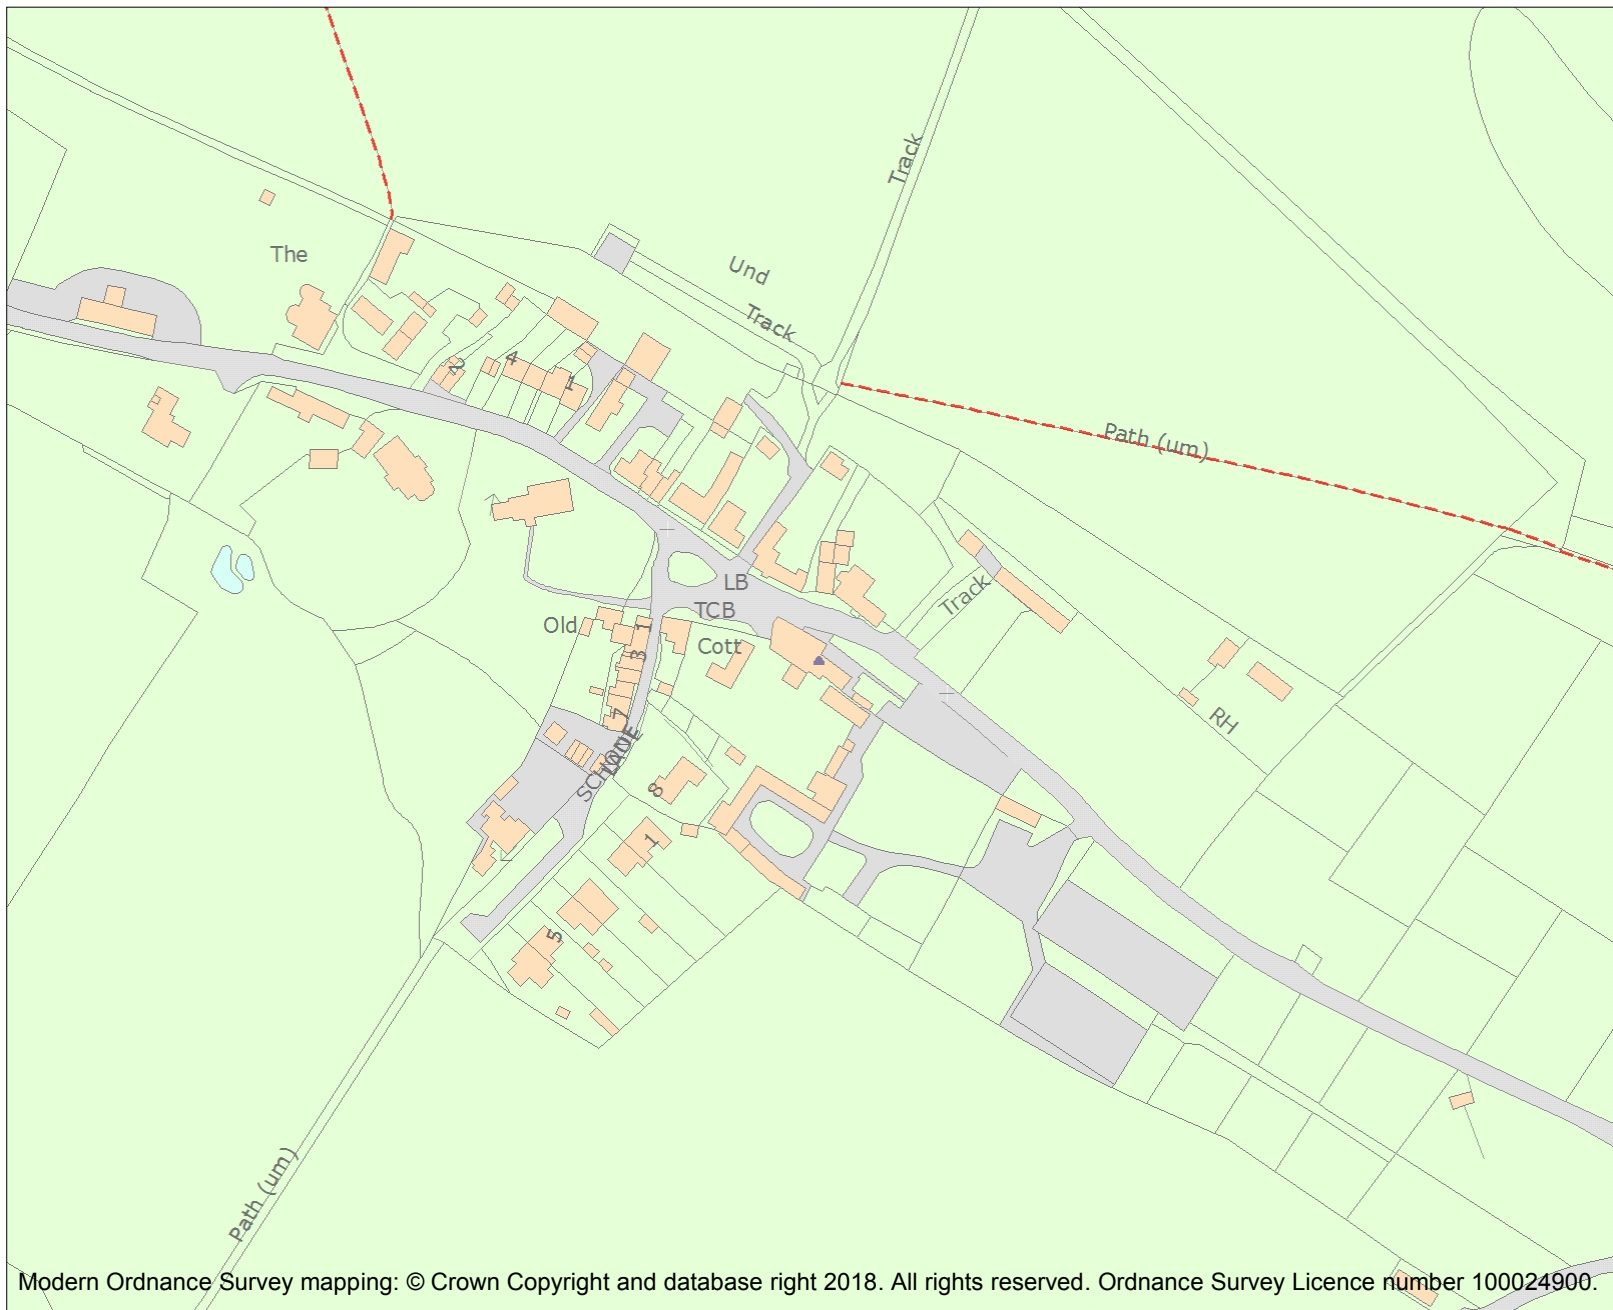 Track
The
Und
Track
2
4
1
Path (um)
LB
Track
TCB
Old
1
Cott
3
7
RH
SCHOOL
LANE
8
1
5
Path (um)
Modern Ordnance Survey mapping: © Crown Copyright and database right 2018. All rights reserved. Ordnance Survey Licence number 100024900.